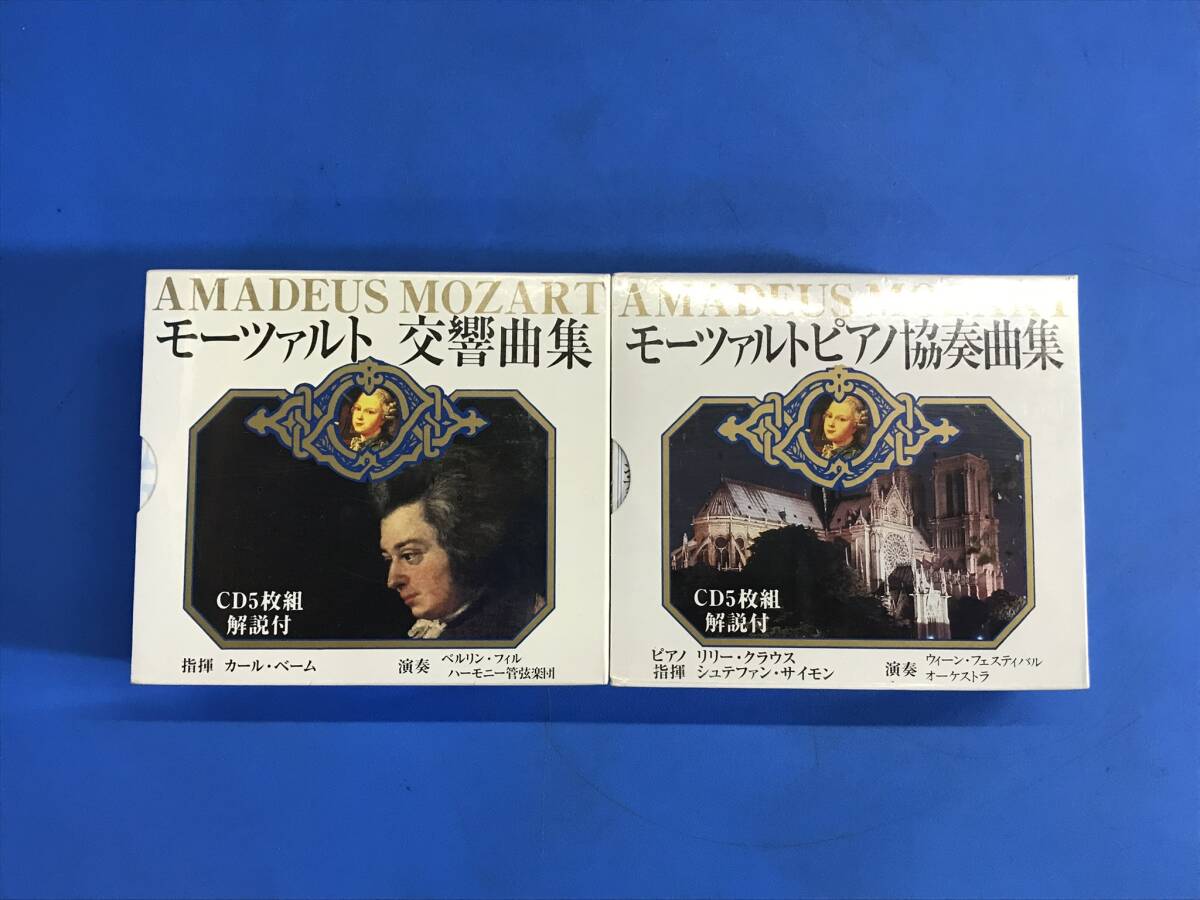 AMADEUS MOZART
モーツァルト 交響曲集
CD5枚組
解説付
指揮 カール・ベーム
演奏 ベルリン・フィル
ハーモニー管弦楽団
AMADEUS MOZART
モーツァルトピアノ協奏曲集
CD5枚組
解説付
ピアノ リリー・クラウス
指揮 シュテファン・サイモン
演奏 ウィーン・フェスティバル
オーケストラ